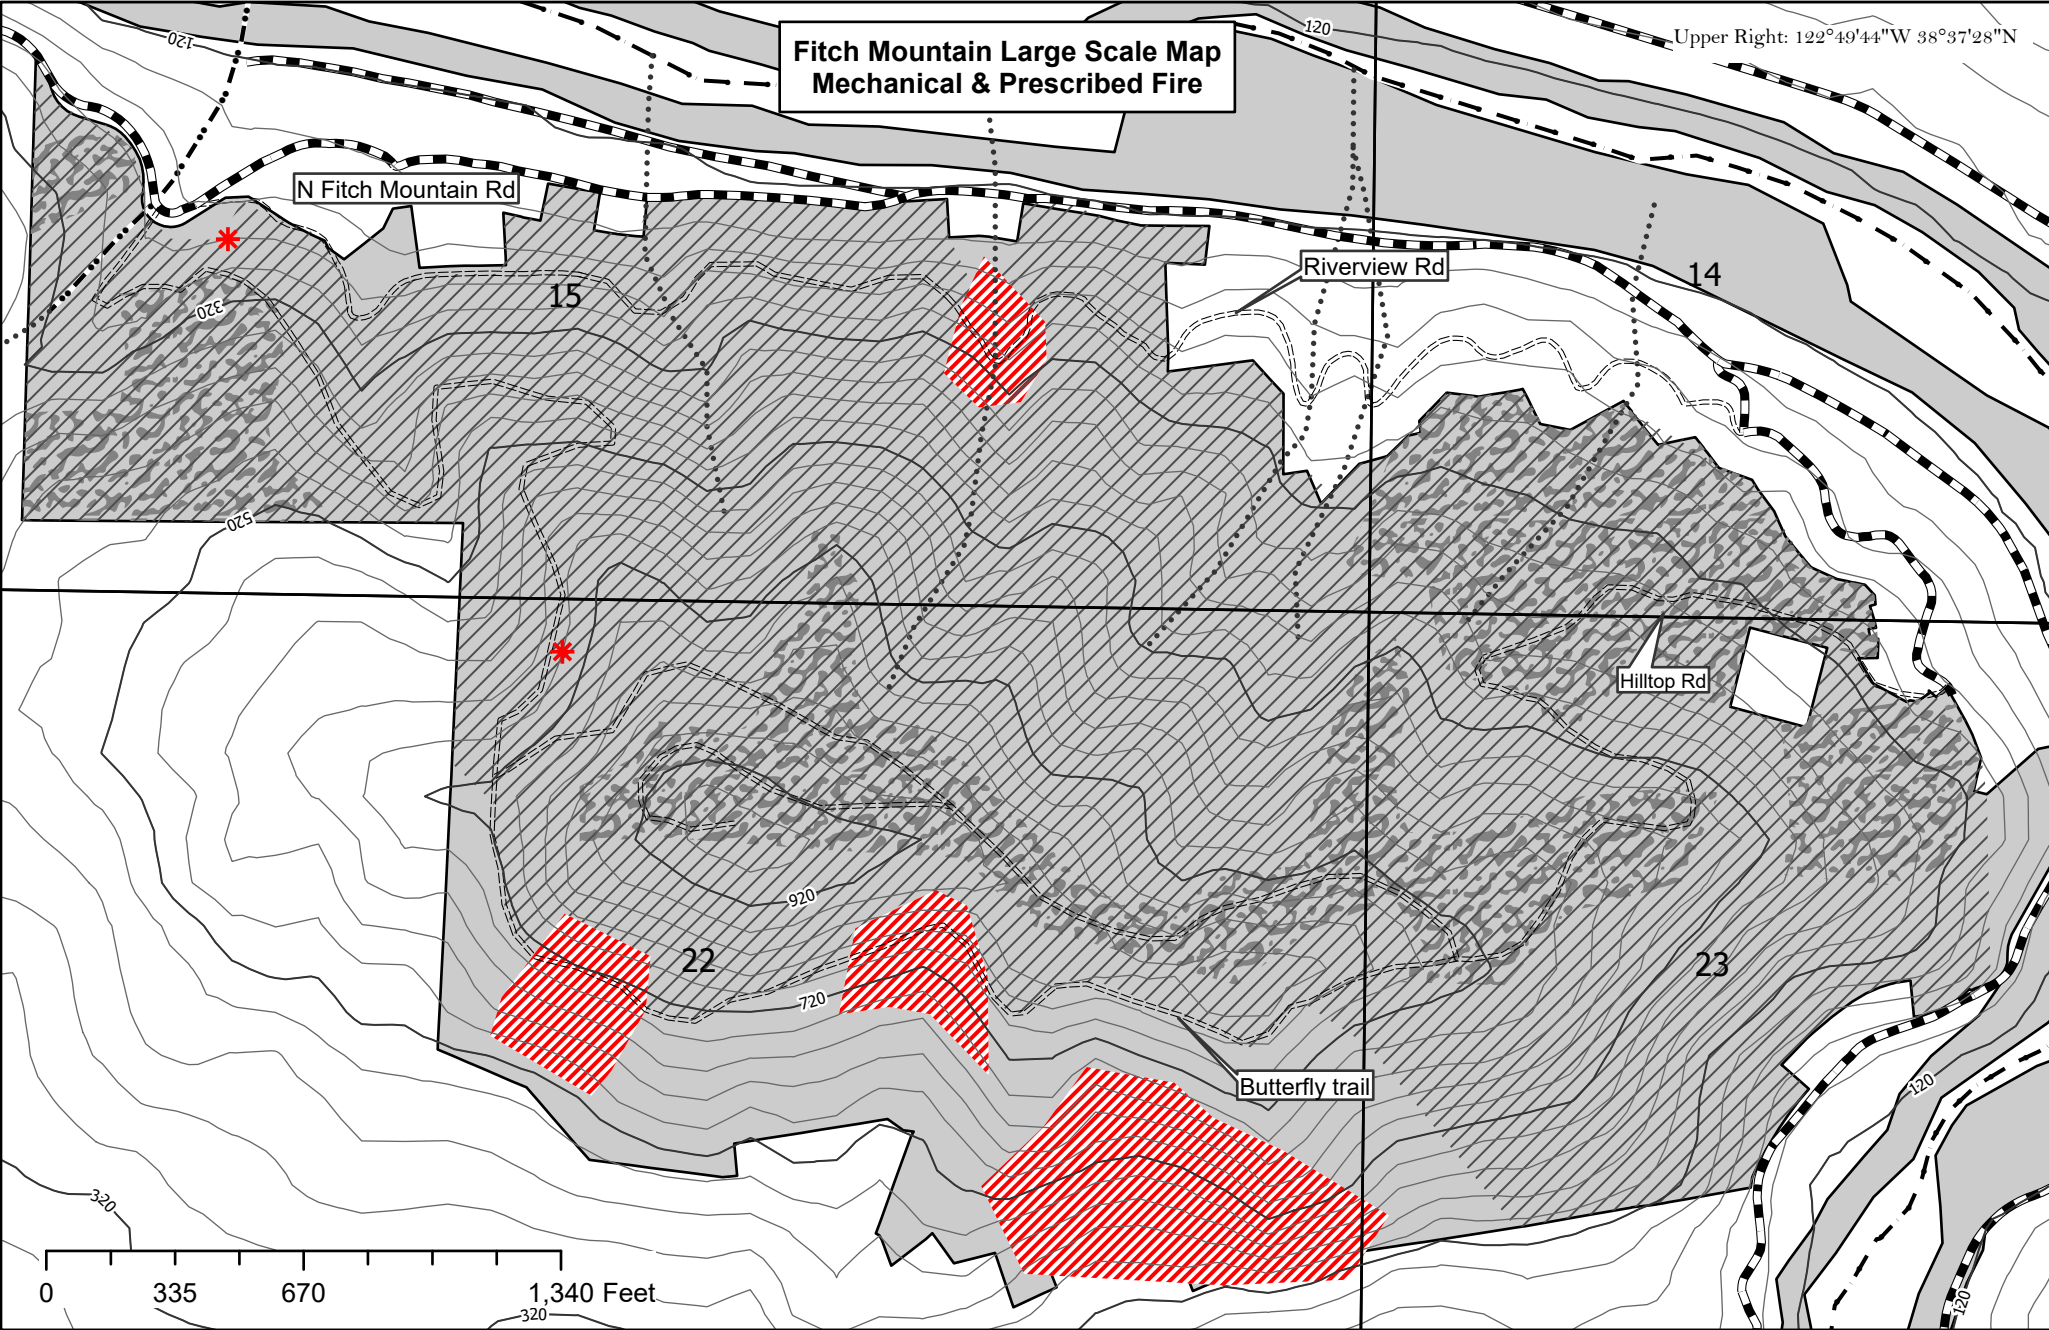 120
120
Fitch Mountain Large Scale Map
Mechanical & Prescribed Fire
Upper Right: 122°49'44"W 38°37'28"N
N Fitch Mountain Rd
Riverview Rd
14
15
320
520
Hilltop Rd
920
22
23
720
Butterfly trail
120
320
0 335 670 1,340 Feet
320
120